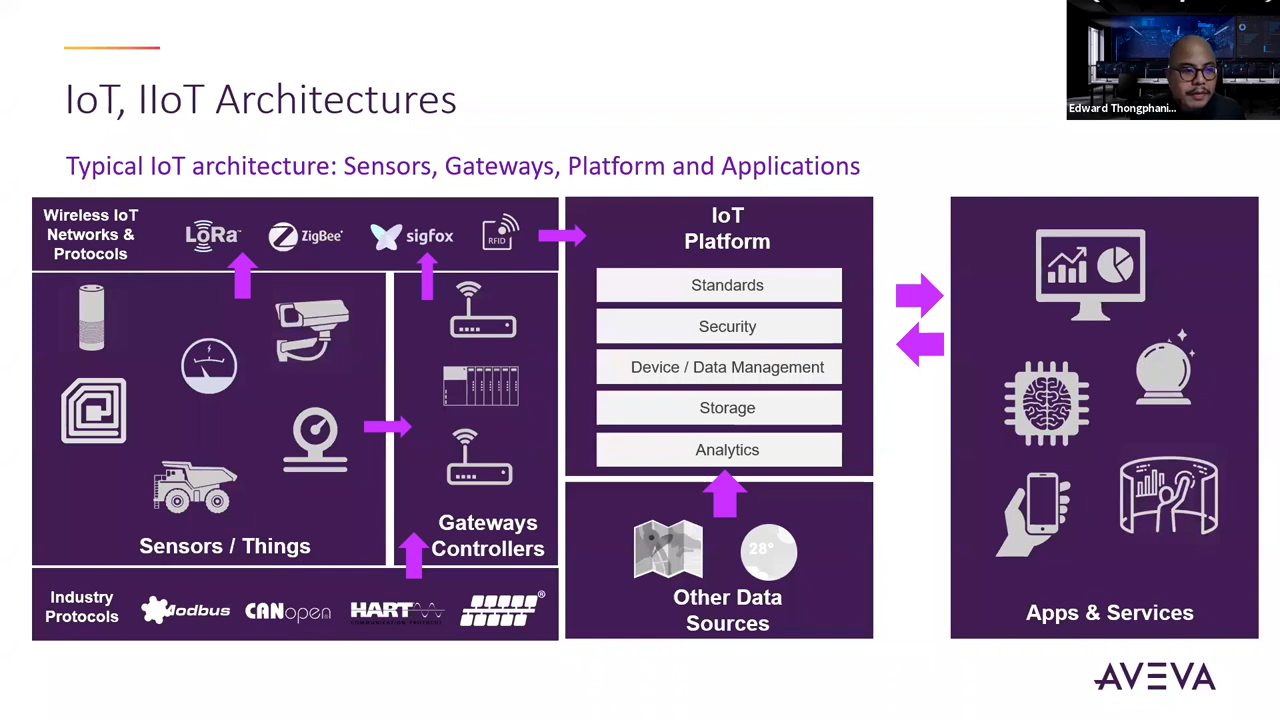 IoT, IIoT Architectures
Edward Thongphani...
Typical IoT architecture: Sensors, Gateways, Platform and Applications
Wireless IoT
Networks &
Protocols
LoRa
ZigBee
sigfox
RFID
Sensors / Things
Gateways
Controllers
Industry
Protocols
Modbus
CANopen
HART
COMMUNICATION PROTOCOL
IoT
Platform
Standards
Security
Device / Data Management
Storage
Analytics
28°
Other Data
Sources
Apps & Services
AVEVA